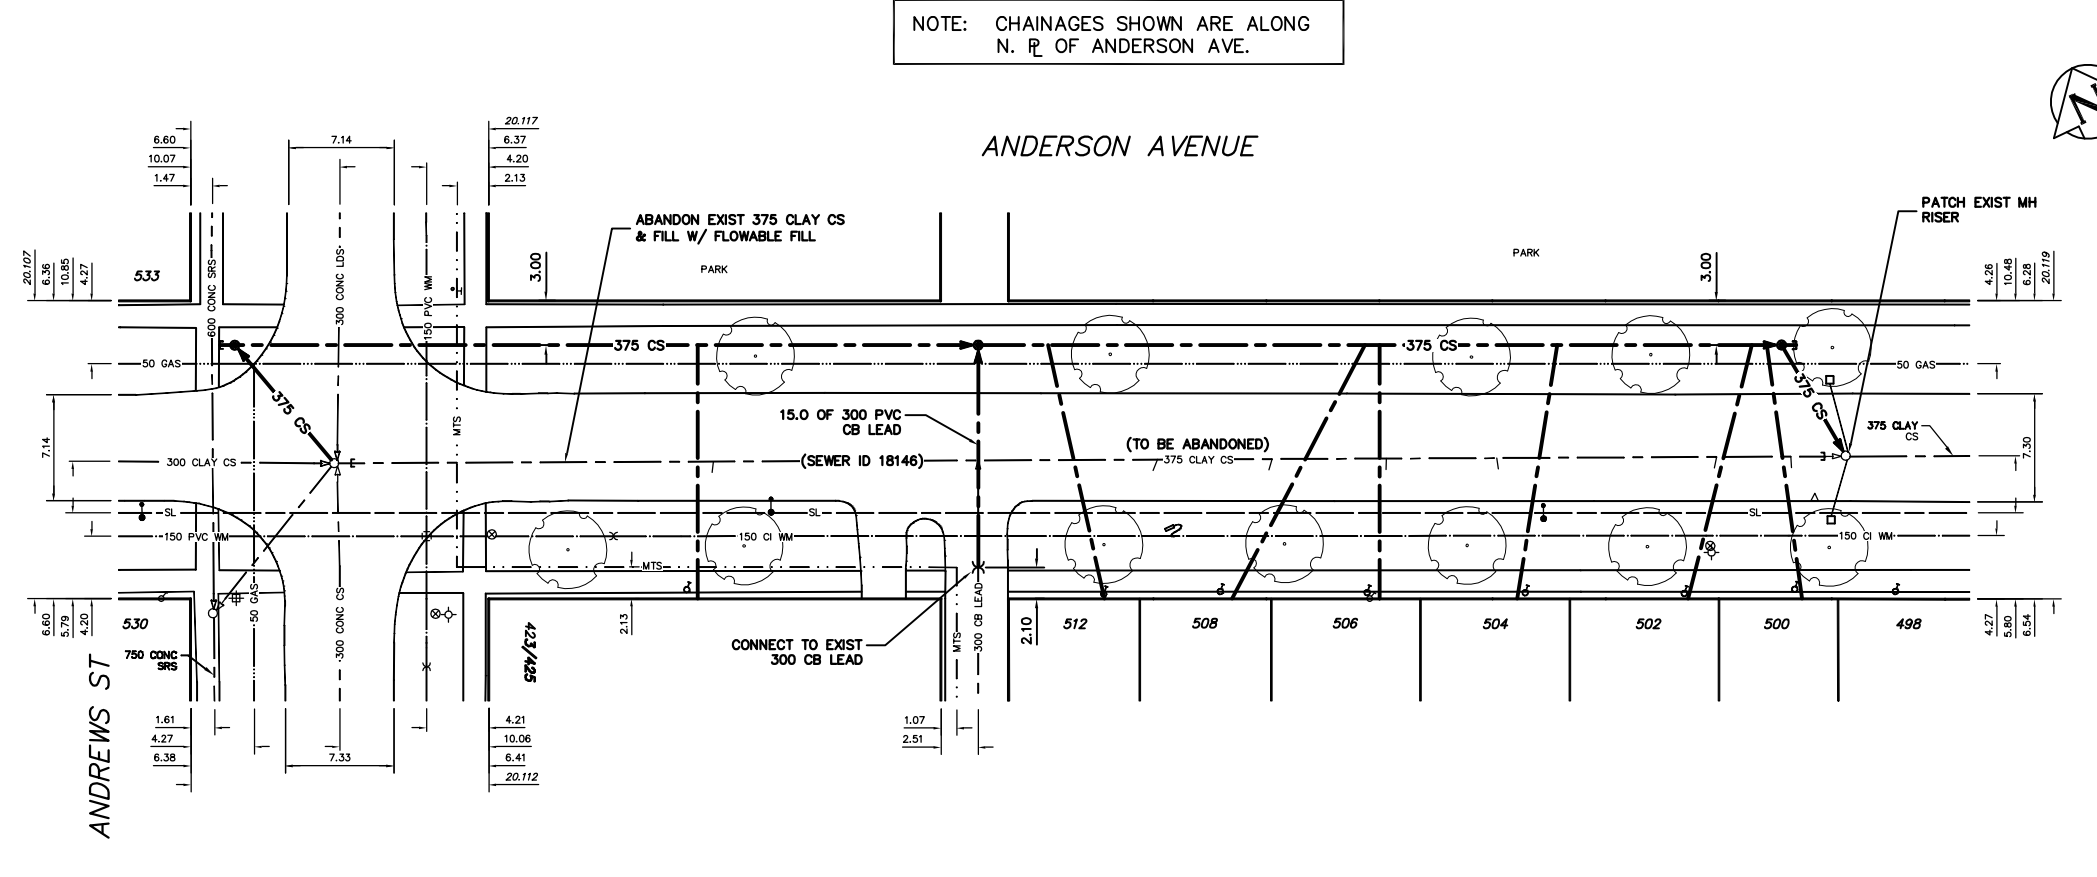 NOTE: CHAINAGES SHOWN ARE ALONG
N. ℄ OF ANDERSON AVE.
N
ANDERSON AVENUE
20.117
6.60
7.14
6.37
10.07
4.20
1.47
2.13
ABANDON EXIST 375 CLAY CS
& FILL W/ FLOWABLE FILL
PATCH EXIST MH
RISER
PARK
PARK
20.107
6.36
10.85
4.27
533
600 CONC SRS
300 CONC LDS
150 PVC WM
3.00
3.00
4.26
10.48
6.28
20.119
375 CS
375 CS
50 GAS
50 GAS
375 CS
375 CS
7.14
MTS
15.0 OF 300 PVC
CB LEAD
(TO BE ABANDONED)
375 CLAY
CS
7.30
300 CLAY CS
(SEWER ID 18146)
375 CLAY CS
SL
SL
SL
150 PVC WM
150 CI WM
150 CI WM
MTS
6.60
5.79
4.20
530
50 GAS
300 CONC CS
423/425
2.13
MTS
300 CB LEAD
2.10
512
508
506
504
502
500
498
4.27
5.80
6.54
750 CONC
SRS
CONNECT TO EXIST
300 CB LEAD
ANDREWS ST
1.61
4.21
1.07
4.27
10.06
2.51
6.38
7.33
6.41
20.112